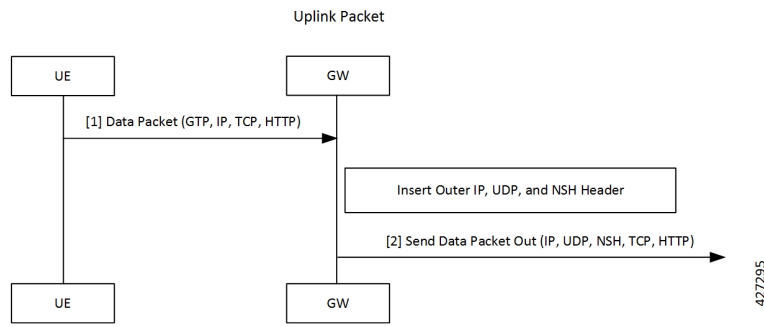 Uplink Packet
UE
GW
[1] Data Packet (GTP, IP, TCP, HTTP)
Insert Outer IP, UDP, and NSH Header
[2] Send Data Packet Out (IP, UDP, NSH, TCP, HTTP)
UE
GW
427295